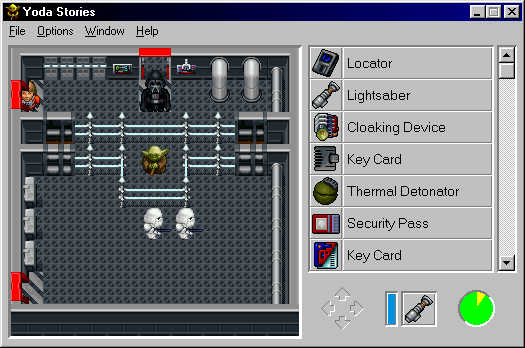 Yoda Stories
File Options Window Help
Locator
Lightsaber
Cloaking Device
Key Card
Thermal Detonator
Security Pass
Key Card